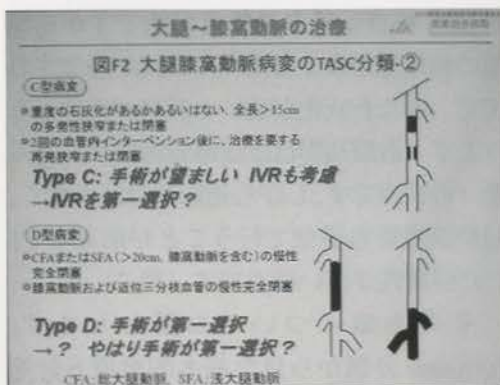 大腿～膝窩動脈の治療
図F2 大腿膝窩動脈病変のTASC分類-②
C型病変
重度の石灰化があるかあるいはない、全長>15cm
の多発性狭窄または閉塞
2回の血管内インターベンション後に、治療を要する
再発狭窄または閉塞
Type C: 手術が望ましい IVRも考慮
→IVRを第一選択？
D型病変
CFAまたはSFA(>20cm、膝窩動脈を含む)の慢性
完全閉塞
膝窩動脈および近位三分枝血管の慢性完全閉塞
Type D: 手術が第一選択
→？ やはり手術が第一選択？
CFA: 総大腿動脈、SFA: 浅大腿動脈